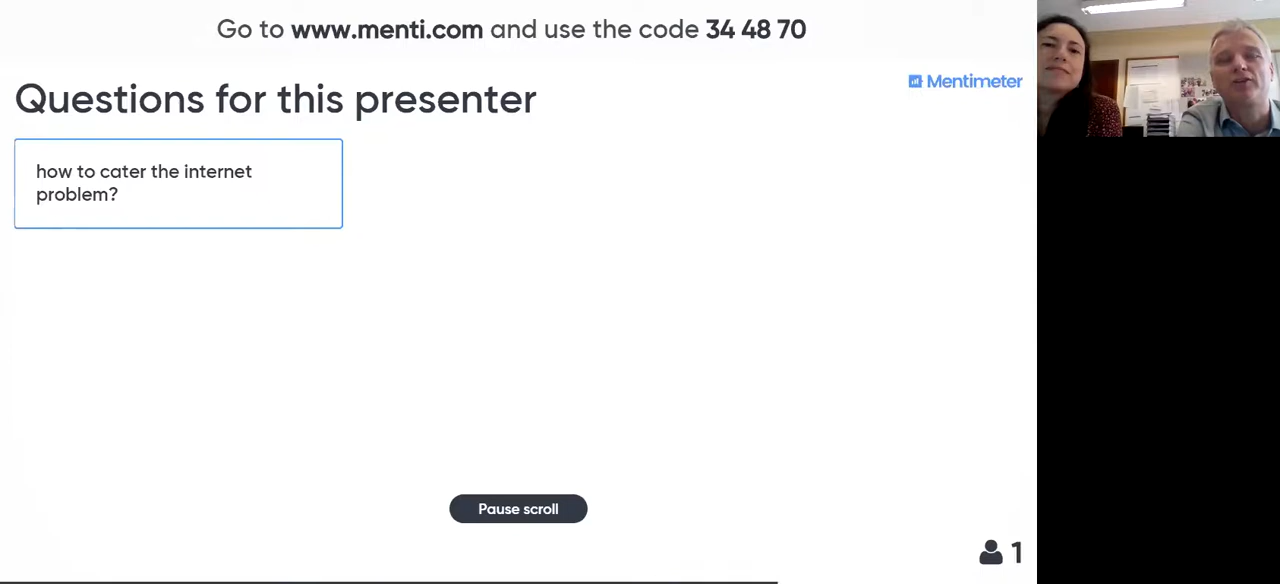 Go to www.menti.com and use the code 34 48 70
Mentimeter
Questions for this presenter
how to cater the internet
problem?
Pause scroll
1